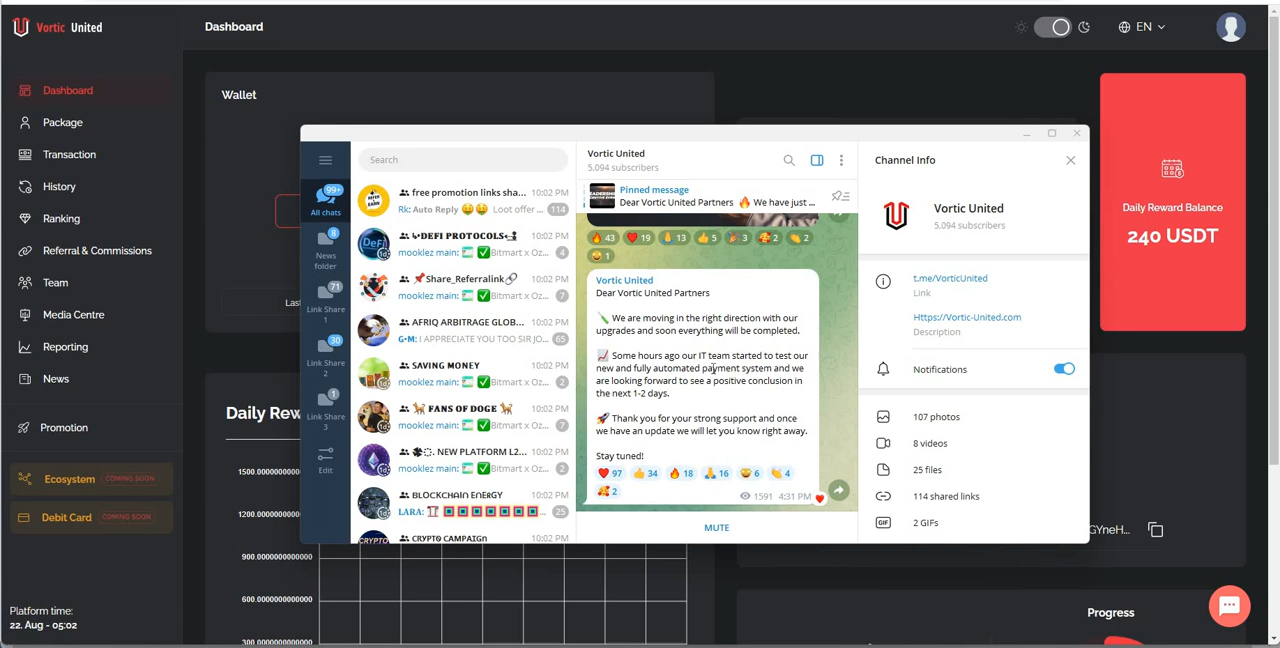 Vortic United
Dashboard
EN
Dashboard
Package
Transaction
History
Ranking
Referral & Commissions
Team
Media Centre
Reporting
News
Promotion
Ecosystem COMING SOON
Debit Card COMING SOON
Platform time:
22. Aug - 05:02
Wallet
Daily Reward Balance
240 USDT
Las
Daily Rew
1500.0000000000000
1200.0000000000000
900.0000000000000
600.0000000000000
300.0000000000000
GYneH...
Progress
99+
All chats
8
News
folder
71
Link Share
1
30
Link Share
2
1
Link Share
3
Edit
Search
free promotion links sha... 10:02 PM
Rk: Auto Reply 🤑🤑 Loot offer ... 114
↳•DEFI PROTOCOLS•↲ 10:02 PM
mooklez main: ✅Bitmart x Oz... 4
📌Share_Referralink🔗 10:02 PM
mooklez main: ✅Bitmart x Oz... 7
AFRIQ ARBITRAGE GLOB... 10:02 PM
G•M: I APPRECIATE YOU TOO SIR JO... 65
SAVING MONEY 10:02 PM
mooklez main: ✅Bitmart x Oz... 2
🐕 FANS OF DOGE 🐕 10:02 PM
mooklez main: ✅Bitmart x Oz... 7
NEW PLATFORM L2... 10:02 PM
mooklez main: ✅Bitmart x Oz... 2
BLOCKCHAIN ENERGY 10:02 PM
LARA: 25
CRYPTO CAMPAIGN 10:02 PM
Vortic United
5,094 subscribers
Pinned message
Dear Vortic United Partners 🔥 We have just ...
🔥 43 ❤️ 19 🙏 13 👍 5 🎉 3 🥰 2 👏 2
😁 1
Vortic United
Dear Vortic United Partners
We are moving in the right direction with our
upgrades and soon everything will be completed.
📈 Some hours ago our IT team started to test our
new and fully automated payment system and we
are looking forward to see a positive conclusion in
the next 1-2 days.
🚀 Thank you for your strong support and once
we have an update we will let you know right away.
Stay tuned!
❤️ 97 👍 34 🔥 18 🙏 16 😁 6 👏 4
🥰 2
1591 4:31 PM
MUTE
Channel Info
Vortic United
5,094 subscribers
t.me/VorticUnited
Link
Https://Vortic-United.com
Description
Notifications
107 photos
8 videos
25 files
114 shared links
GIF 2 GIFs